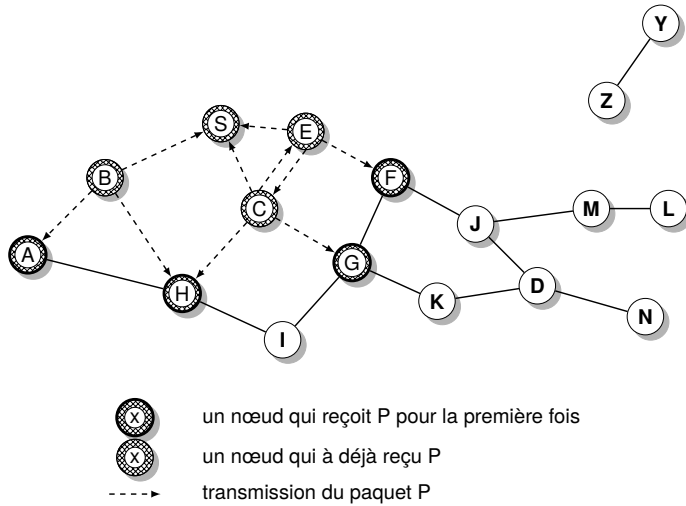 Y
Z
S
E
B
F
C
J
M
L
A
G
H
K
D
N
I
x un nœud qui reçoit P pour la première fois
x un nœud qui à déjà reçu P
transmission du paquet P